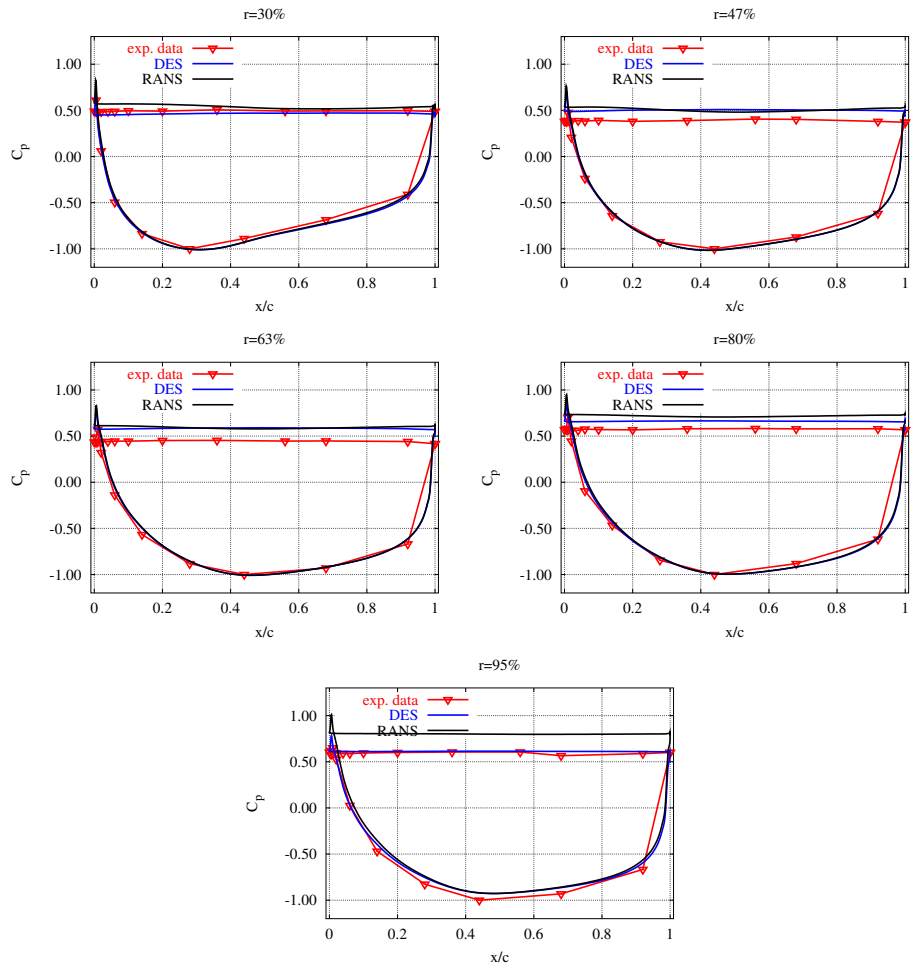 r=30%
exp. data
DES
RANS
1.00
0.50
0.00
-0.50
-1.00
C_p
0 0.2 0.4 0.6 0.8 1
x/c
r=47%
exp. data
DES
RANS
1.00
0.50
0.00
-0.50
-1.00
C_p
0 0.2 0.4 0.6 0.8 1
x/c
r=63%
exp. data
DES
RANS
1.00
0.50
0.00
-0.50
-1.00
C_p
0 0.2 0.4 0.6 0.8 1
x/c
r=80%
exp. data
DES
RANS
1.00
0.50
0.00
-0.50
-1.00
C_p
0 0.2 0.4 0.6 0.8 1
x/c
r=95%
exp. data
DES
RANS
1.00
0.50
0.00
-0.50
-1.00
C_p
0 0.2 0.4 0.6 0.8 1
x/c